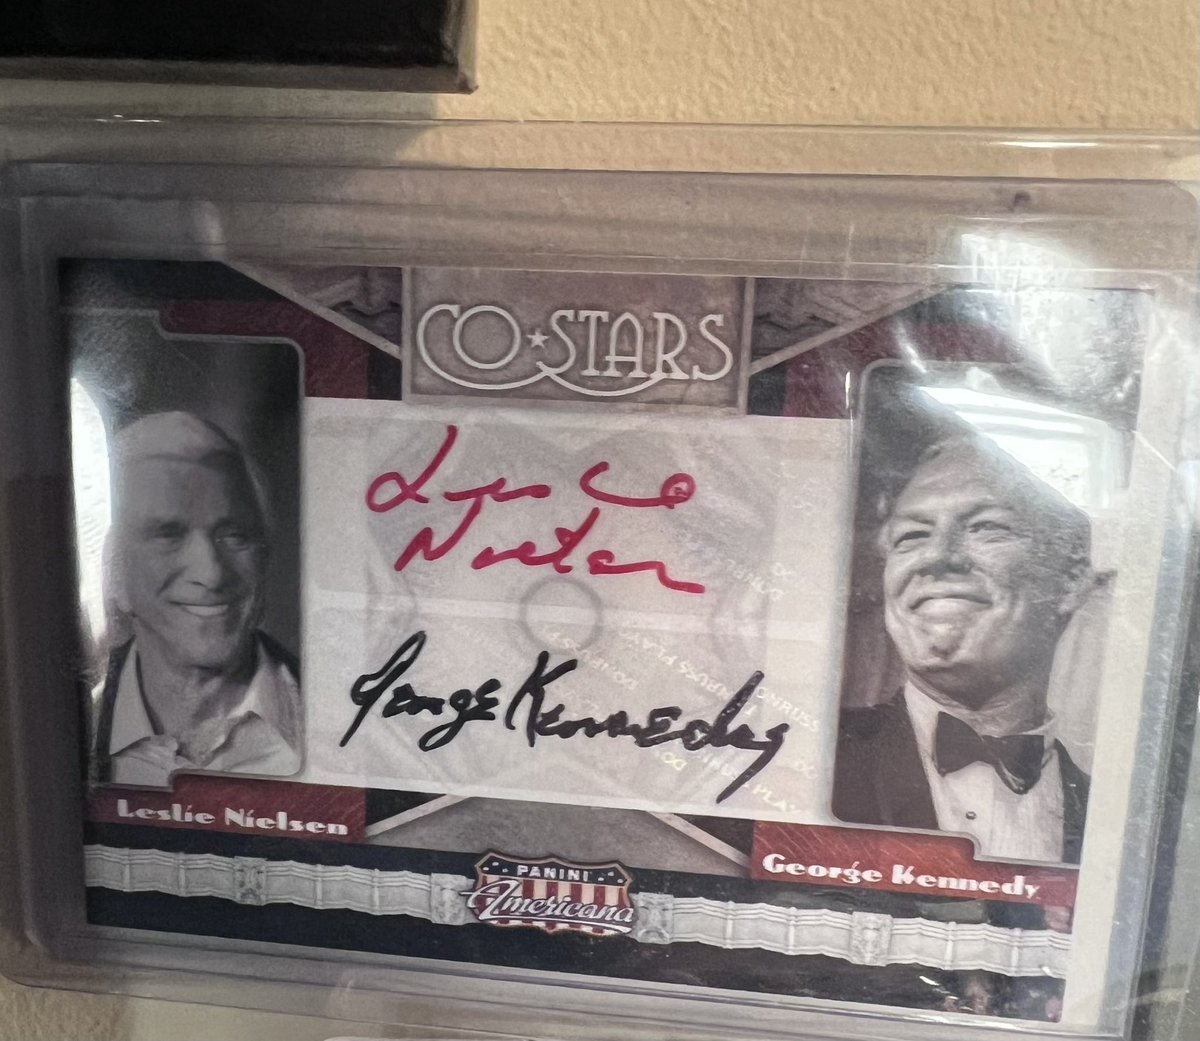 CO★STARS
Leslie
Nielsen
George Kennedy
Leslie Nielsen
George Kennedy
PANINI
Americana